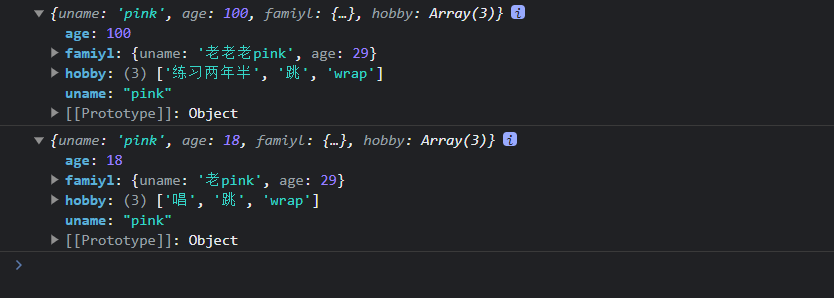 {uname: 'pink', age: 100, famiyl: {…}, hobby: Array(3)} i
age: 100
famiyl: {uname: '老老老pink', age: 29}
hobby: (3) ['练习两年半', '跳', 'wrap']
uname: "pink"
[[Prototype]]: Object
{uname: 'pink', age: 18, famiyl: {…}, hobby: Array(3)} i
age: 18
famiyl: {uname: '老pink', age: 29}
hobby: (3) ['唱', '跳', 'wrap']
uname: "pink"
[[Prototype]]: Object